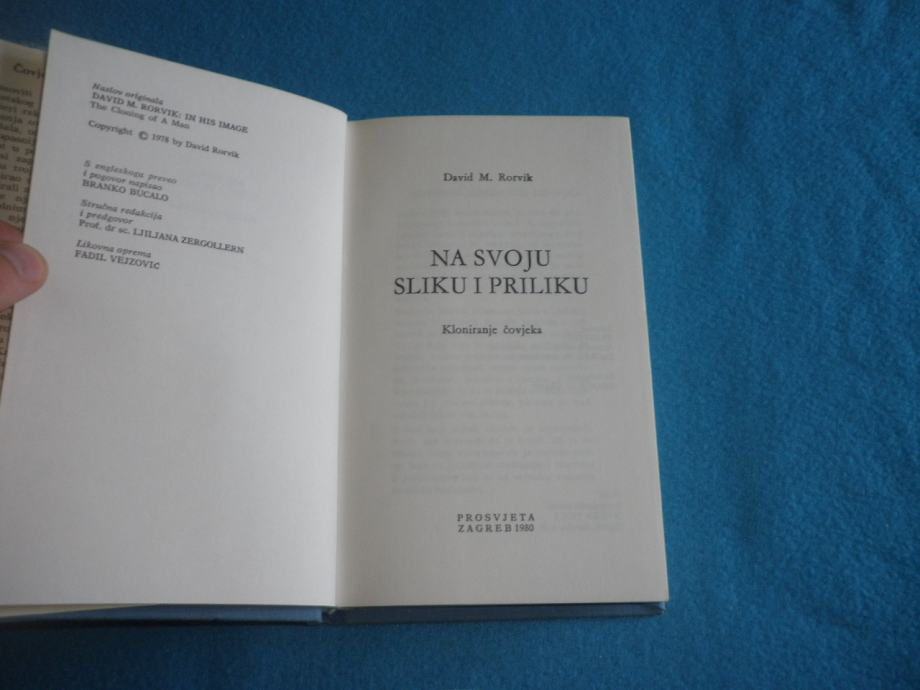 Naslov originala
DAVID M. RORVIK: IN HIS IMAGE
The Cloning of A Man
Copyright © 1978 by David Rorvik
S engleskoga preveo
i pogovor napisao
BRANKO BUCALO
Stručna redakcija
i predgovor
Prof. dr sc. LJILJANA ZERGOLLERN
Likovna oprema
FADIL VEJZOVIĆ
David M. Rorvik
NA SVOJU
SLIKU I PRILIKU
Kloniranje čovjeka
PROSVJETA
ZAGREB 1980